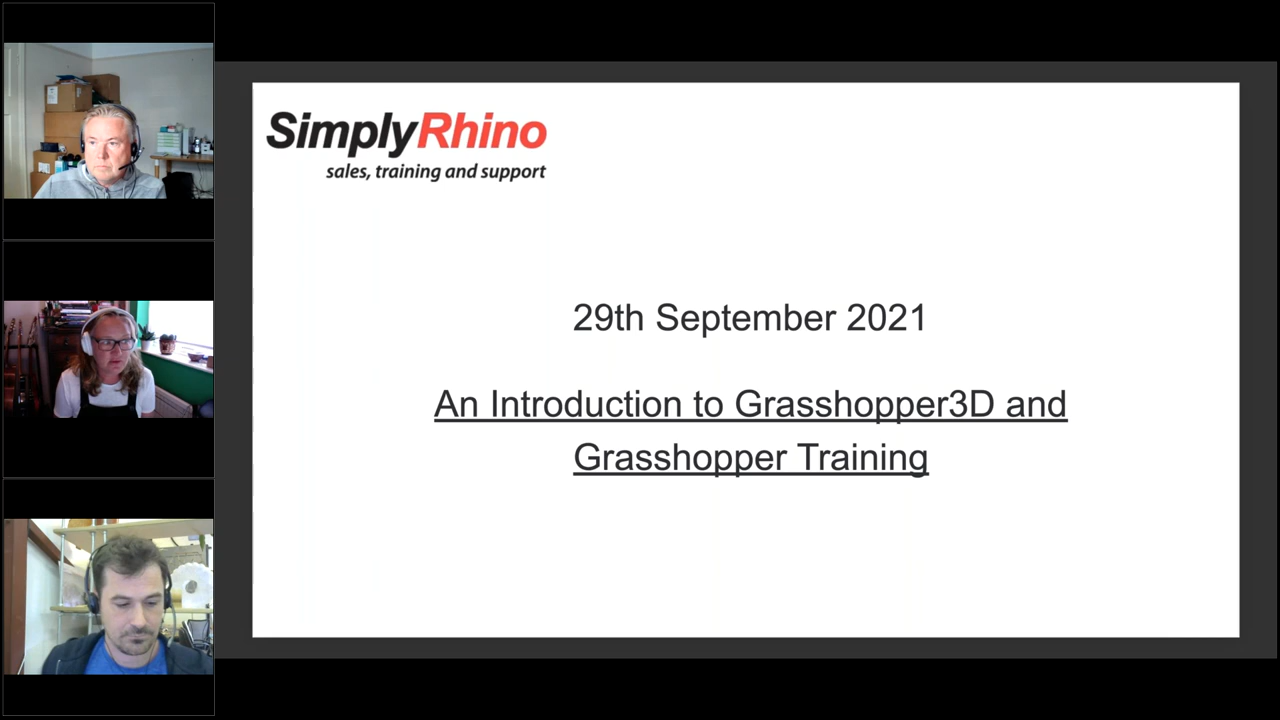 SimplyRhino
sales, training and support
29th September 2021
An Introduction to Grasshopper3D and
Grasshopper Training